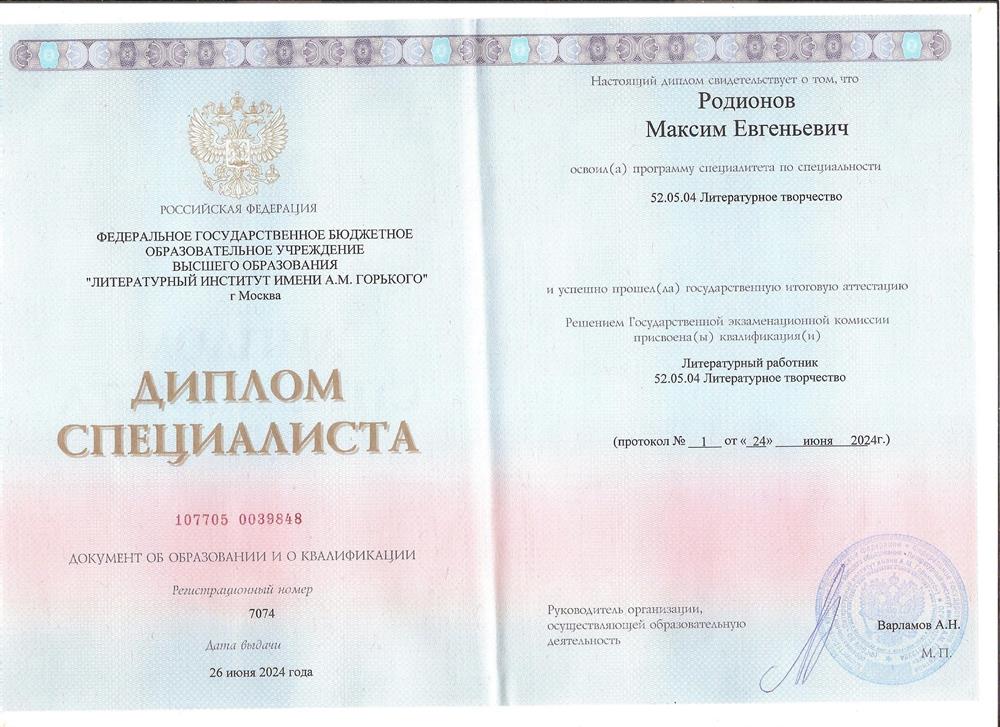 РОССИЙСКАЯ ФЕДЕРАЦИЯ
ФЕДЕРАЛЬНОЕ ГОСУДАРСТВЕННОЕ БЮДЖЕТНОЕ
ОБРАЗОВАТЕЛЬНОЕ УЧРЕЖДЕНИЕ
ВЫСШЕГО ОБРАЗОВАНИЯ
"ЛИТЕРАТУРНЫЙ ИНСТИТУТ ИМЕНИ А.М. ГОРЬКОГО"
г Москва
ДИПЛОМ
СПЕЦИАЛИСТА
107705 0039848
ДОКУМЕНТ ОБ ОБРАЗОВАНИИ И О КВАЛИФИКАЦИИ
Регистрационный номер
7074
Дата выдачи
26 июня 2024 года
Настоящий диплом свидетельствует о том, что
Родионов
Максим Евгеньевич
освоил(а) программу специалитета по специальности
52.05.04 Литературное творчество
и успешно прошел(ла) государственную итоговую аттестацию
Решением Государственной экзаменационной комиссии
присвоена(ы) квалификация(и)
Литературный работник
52.05.04 Литературное творчество
(протокол № 1 от «24» июня 2024г.)
Руководитель организации,
осуществляющей образовательную
деятельность
Варламов А.Н.
М. П.